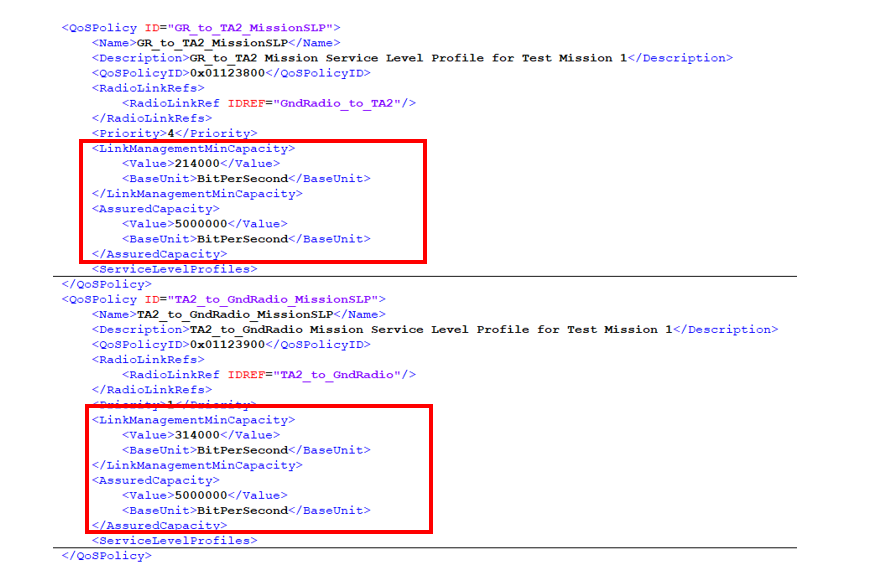 <QoSPolicy ID="GR_to_TA2_MissionSLP">
<Name>GR_to_TA2_MissionSLP</Name>
<Description>GR_to_TA2 Mission Service Level Profile for Test Mission 1</Description>
<QoSPolicyID>0x01123800</QoSPolicyID>
<RadioLinkRefs>
<RadioLinkRef IDREF="GndRadio_to_TA2"/>
</RadioLinkRefs>
<Priority>4</Priority>
<LinkManagementMinCapacity>
<Value>214000</Value>
<BaseUnit>BitPerSecond</BaseUnit>
</LinkManagementMinCapacity>
<AssuredCapacity>
<Value>5000000</Value>
<BaseUnit>BitPerSecond</BaseUnit>
</AssuredCapacity>
<ServiceLevelProfiles>
</QoSPolicy>
<QoSPolicy ID="TA2_to_GndRadio_MissionSLP">
<Name>TA2_to_GndRadio_MissionSLP</Name>
<Description>TA2_to_GndRadio Mission Service Level Profile for Test Mission 1</Description>
<QoSPolicyID>0x01123900</QoSPolicyID>
<RadioLinkRefs>
<RadioLinkRef IDREF="TA2_to_GndRadio"/>
</RadioLinkRefs>
<Priority>1</Priority>
<LinkManagementMinCapacity>
<Value>314000</Value>
<BaseUnit>BitPerSecond</BaseUnit>
</LinkManagementMinCapacity>
<AssuredCapacity>
<Value>5000000</Value>
<BaseUnit>BitPerSecond</BaseUnit>
</AssuredCapacity>
<ServiceLevelProfiles>
</QoSPolicy>